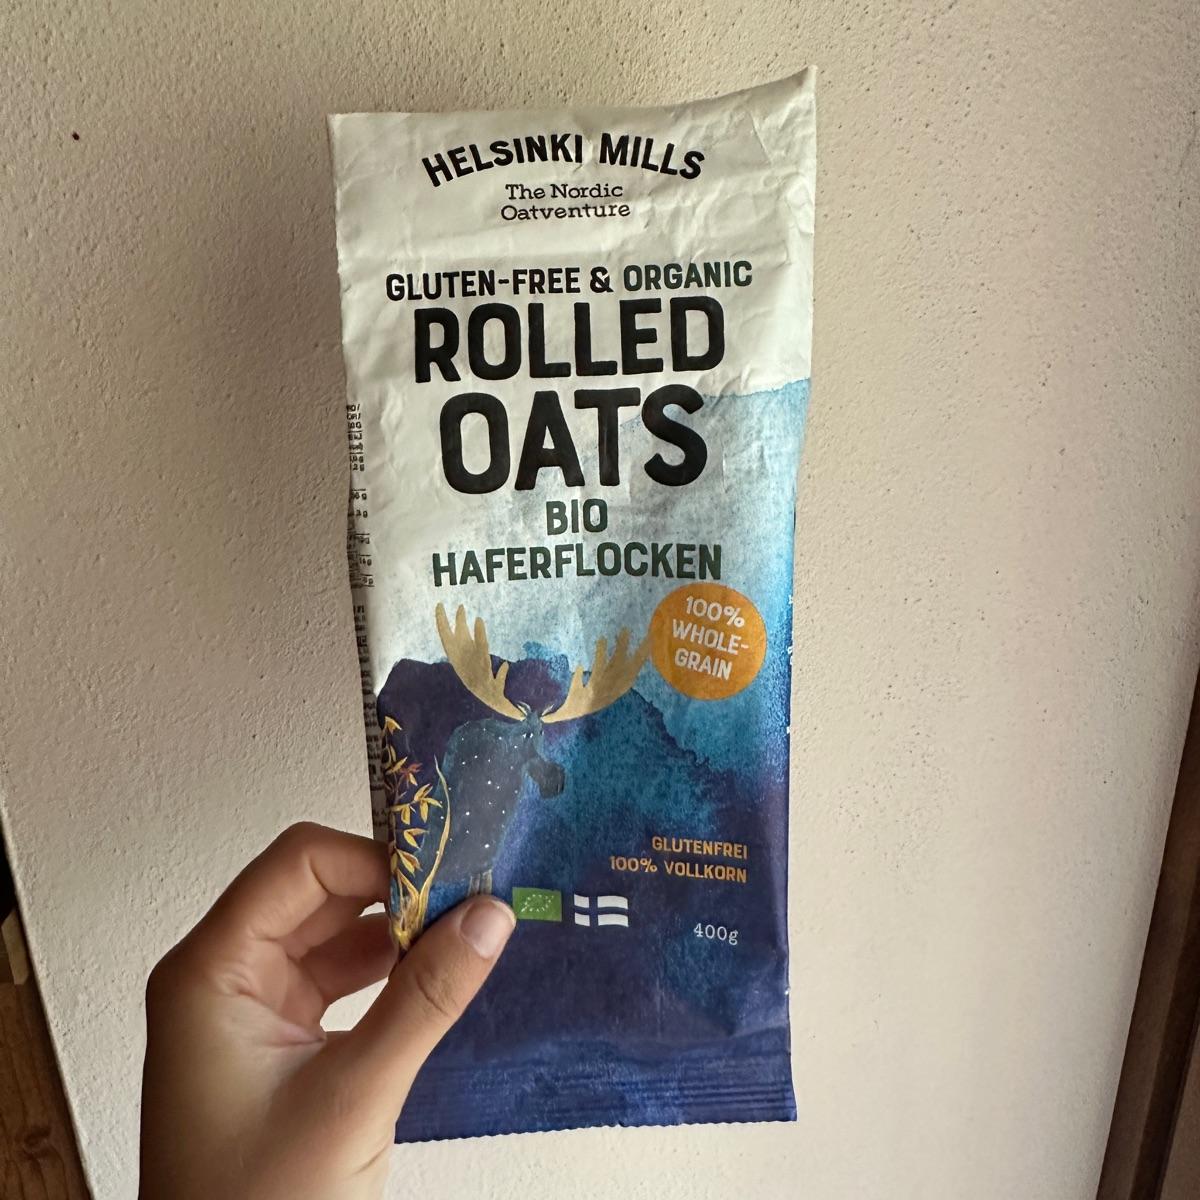 HELSINKI MILLS
The Nordic
Oatventure
GLUTEN-FREE & ORGANIC
ROLLED
OATS
BIO
HAFERFLOCKEN
100%
WHOLE-
GRAIN
GLUTENFREI
100% VOLLKORN
400g